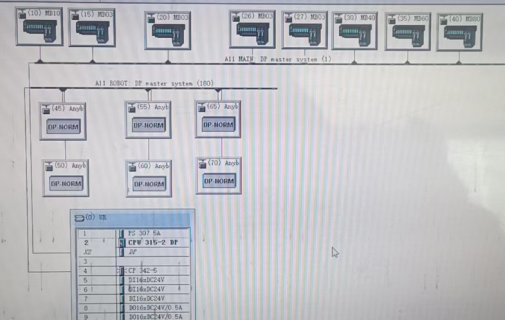 (10) MB10
(15) MB03
(20) MB03
(26) MB03
(27) MB03
(30) MB40
(35) MB60
(40) MB60
A11 MAIN: DP master system (1)
A11 ROBOT: DP master system (180)
(45) Anyb
(55) Anyb
(65) Anyb
DP-NORM
DP-NORM
DP-NORM
(50) Anyb
(60) Anyb
(70) Anyb
DP-NORM
DP-NORM
DP-NORM
(0) UR
1 PS 307 5A
2 CPU 315-2 DP
X2 DP
3
4 CP 342-5
5 DI16xDC24V
6 DI16xDC24V
7 DI16xDC24V
8 DO16xDC24V/0.5A
9 DO16xDC24V/0.5A